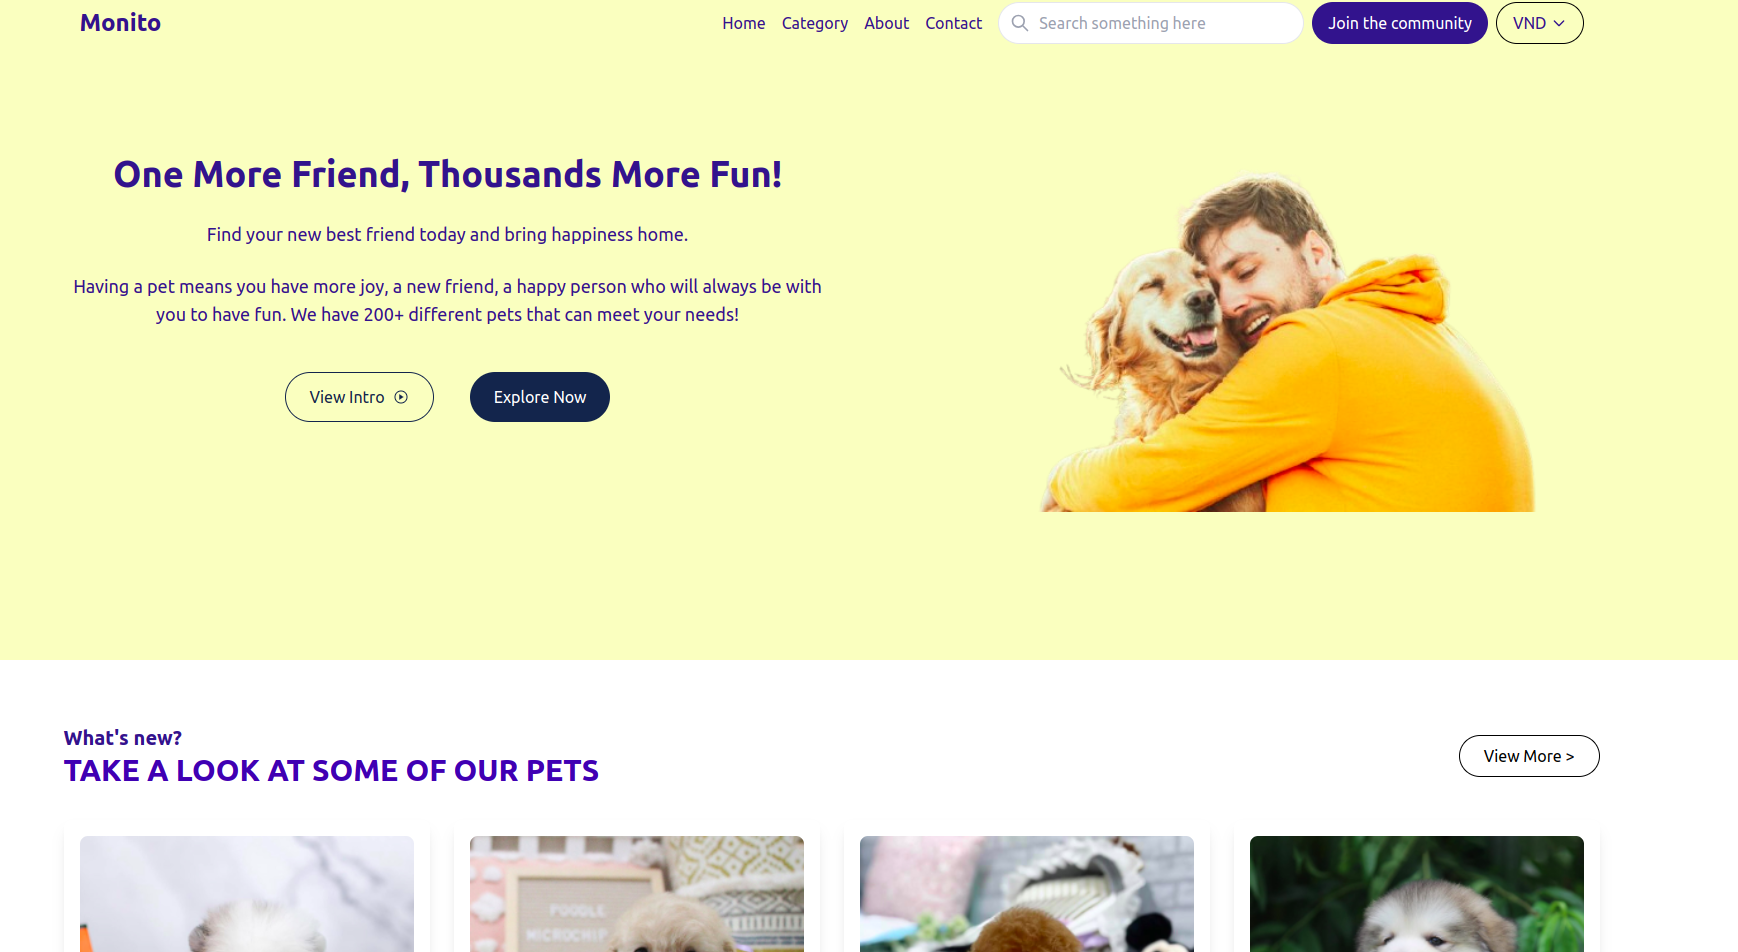 Monito
Home
Category
About
Contact
Search something here
Join the community
VND
One More Friend, Thousands More Fun!
Find your new best friend today and bring happiness home.
Having a pet means you have more joy, a new friend, a happy person who will always be with
you to have fun. We have 200+ different pets that can meet your needs!
View Intro
Explore Now
What's new?
TAKE A LOOK AT SOME OF OUR PETS
View More >
POODLE
MICROCHIP